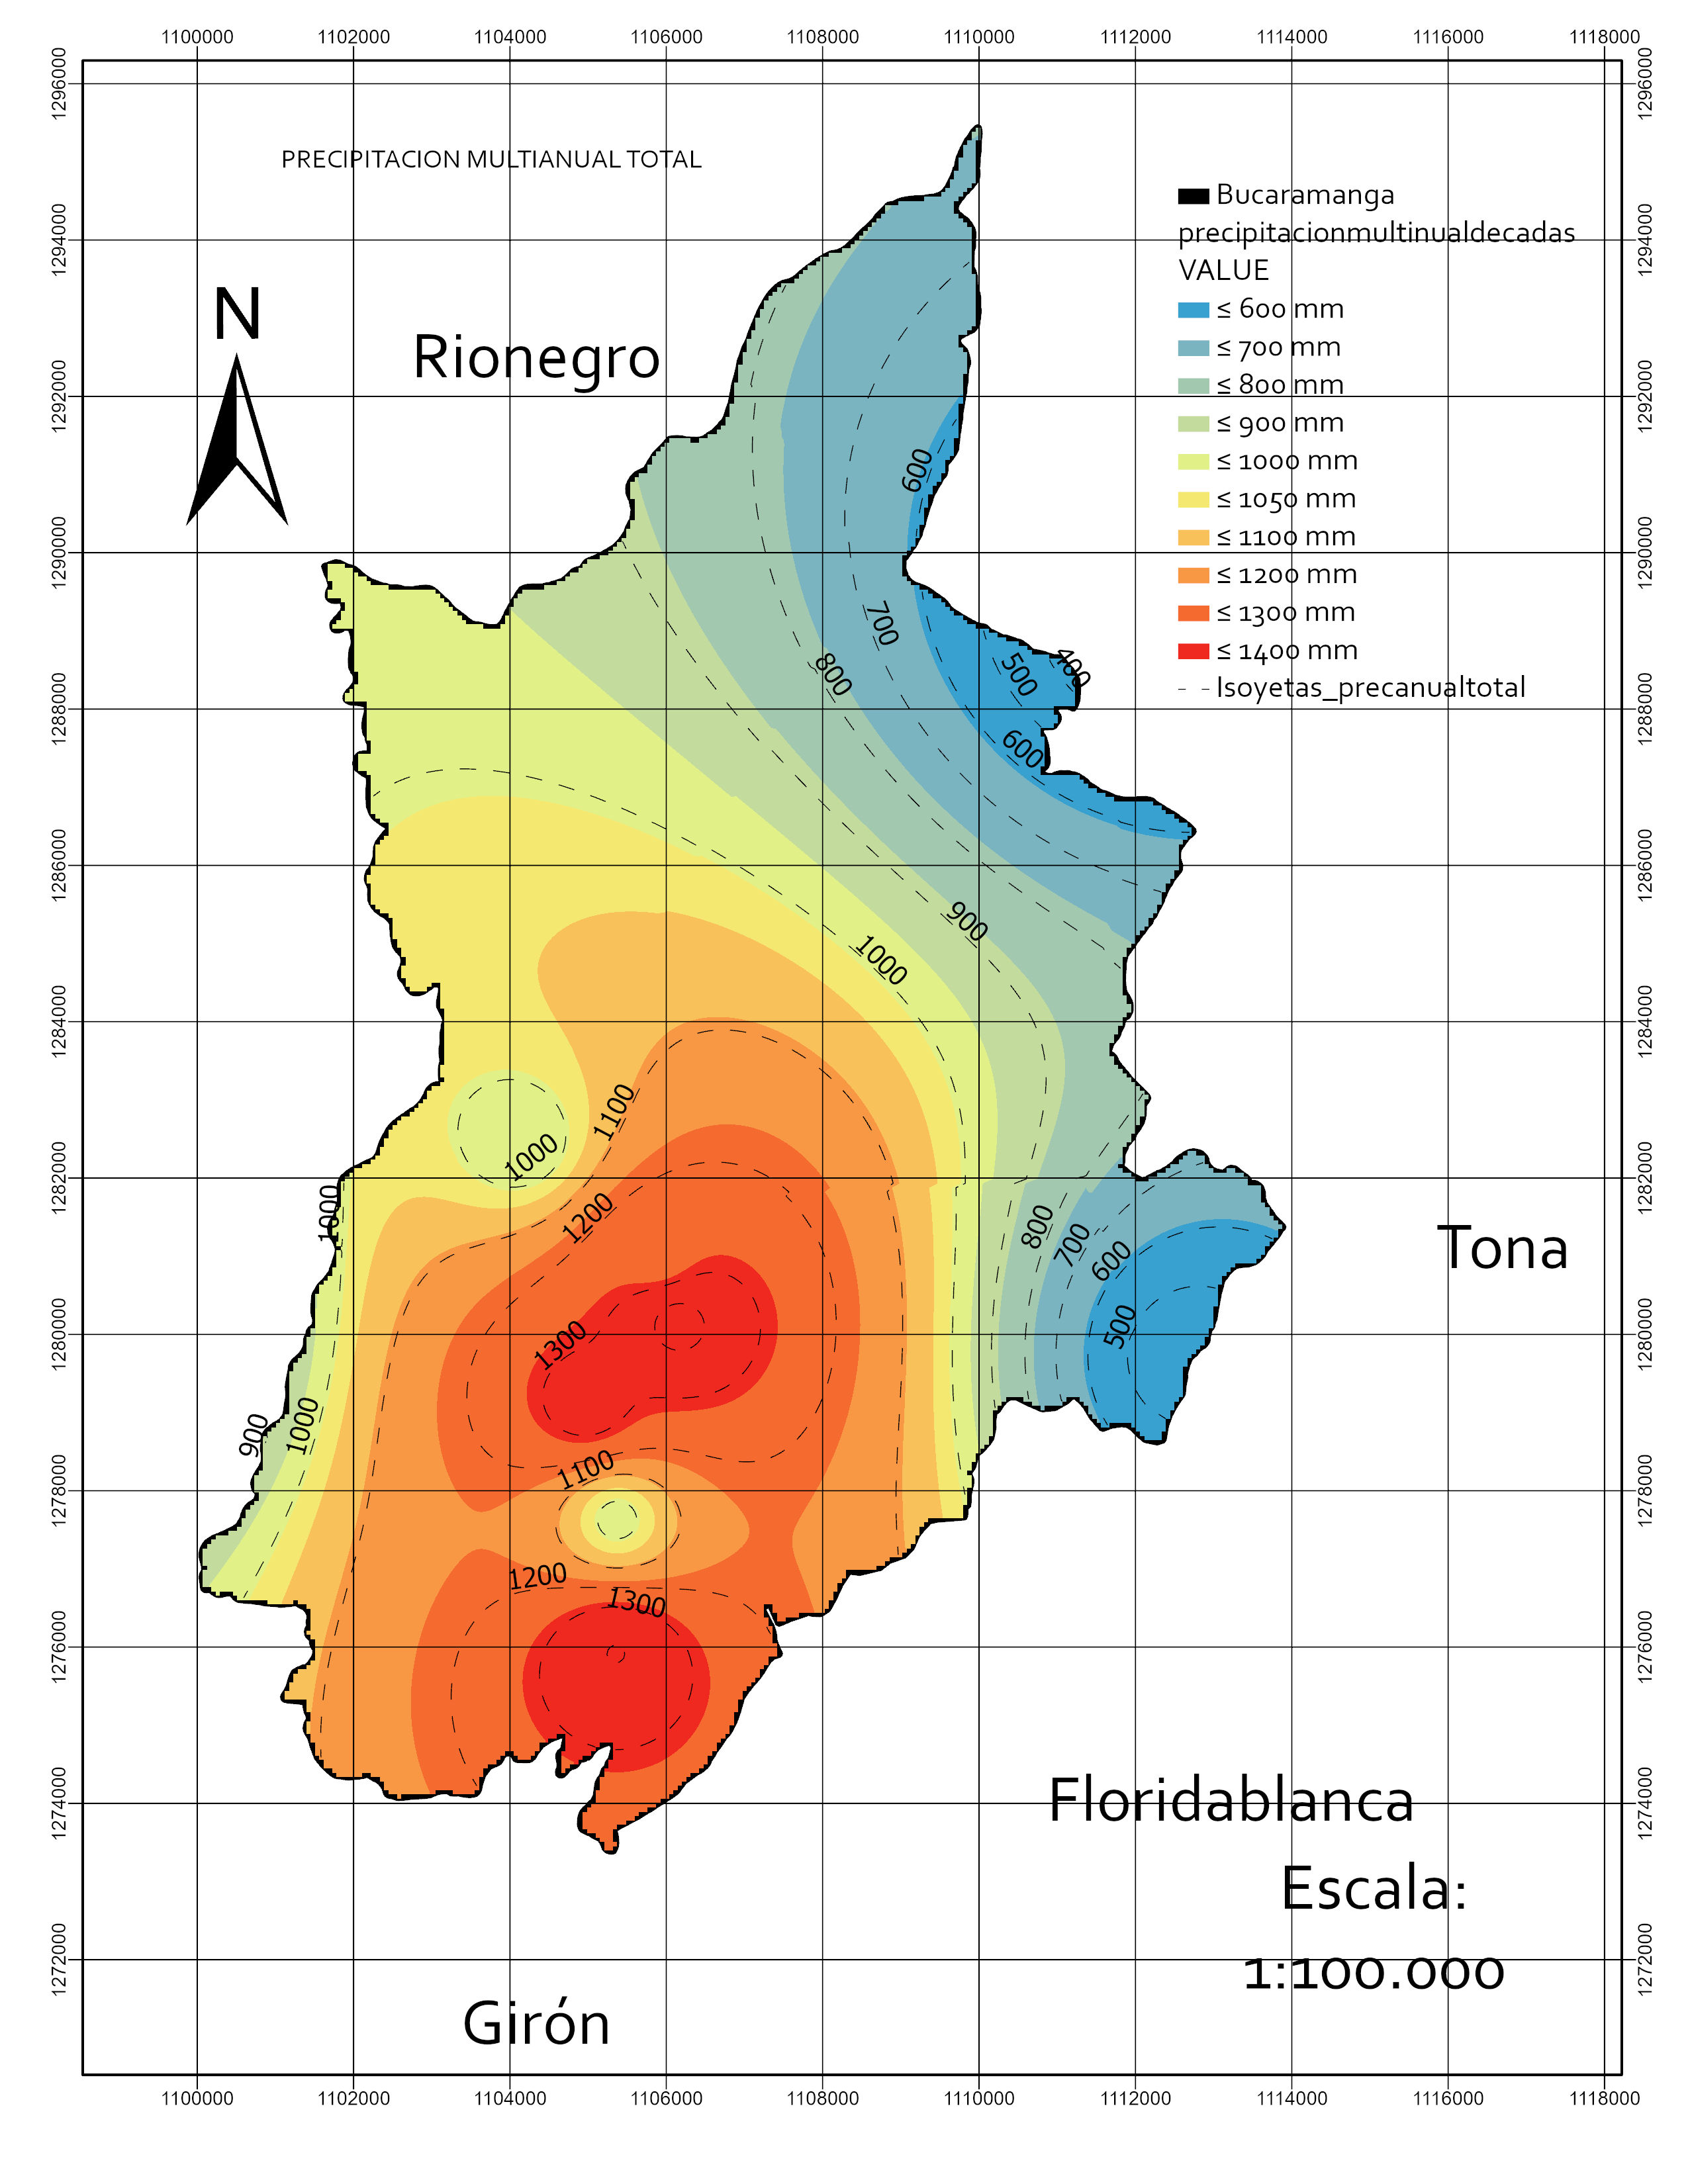 1100000 1102000 1104000 1106000 1108000 1110000 1112000 1114000 1116000 1118000
PRECIPITACION MULTIANUAL TOTAL
N
Rionegro
Bucaramanga
precipitacionmultinualdecadas
VALUE
≤ 600 mm
≤ 700 mm
≤ 800 mm
≤ 900 mm
≤ 1000 mm
≤ 1050 mm
≤ 1100 mm
≤ 1200 mm
≤ 1300 mm
≤ 1400 mm
Isoyetas_precanualtotal
600
700
800
500
400
600
900
1000
1100
1000
1200
1000
800
700
600
500
1300
900
1000
1100
1200
1300
Tona
Floridablanca
Escala:
1:100.000
Girón
1296000
1294000
1292000
1290000
1288000
1286000
1284000
1282000
1280000
1278000
1276000
1274000
1272000
1296000
1294000
1292000
1290000
1288000
1286000
1284000
1282000
1280000
1278000
1276000
1274000
1272000
1100000 1102000 1104000 1106000 1108000 1110000 1112000 1114000 1116000 1118000